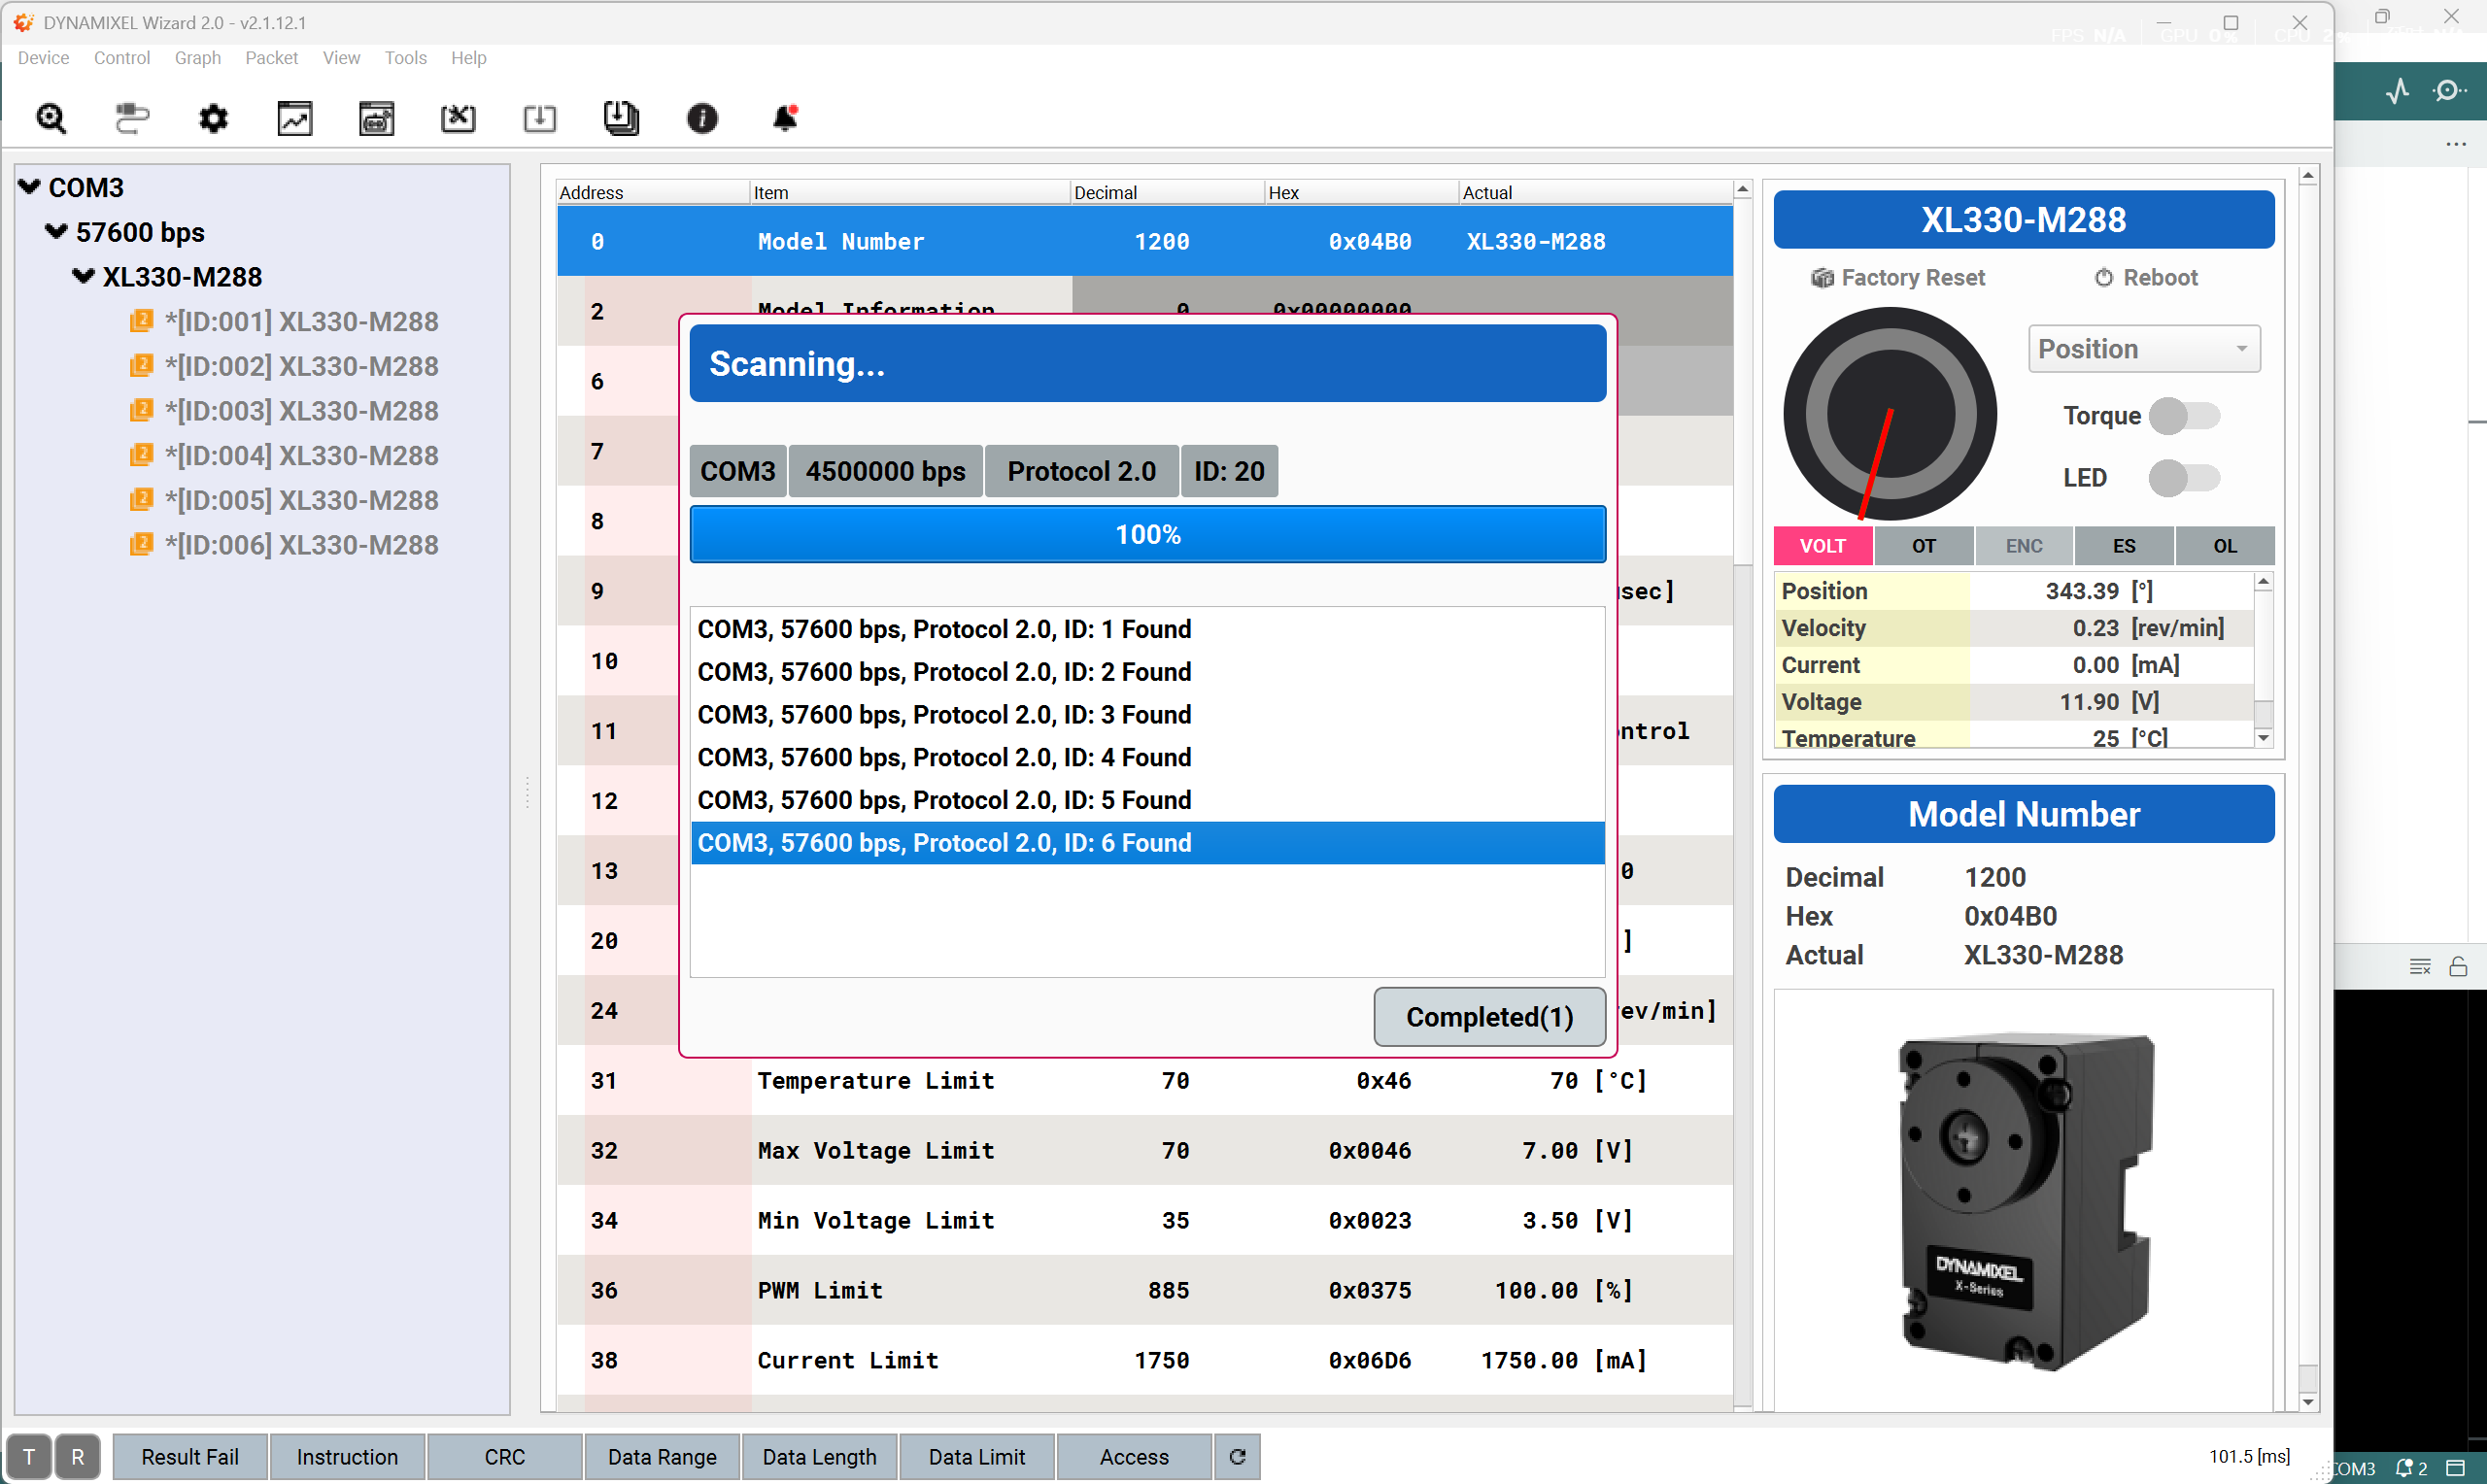 DYNAMIXEL Wizard 2.0 - v2.1.12.1
FPS N/A GPU 0%
Device Control Graph Packet View Tools Help
COM3
57600 bps
XL330-M288
*[ID:001] XL330-M288
*[ID:002] XL330-M288
*[ID:003] XL330-M288
*[ID:004] XL330-M288
*[ID:005] XL330-M288
*[ID:006] XL330-M288
Address Item Decimal Hex Actual
0 Model Number 1200 0x04B0 XL330-M288
2 Model Information 0 0x00000000
6
7
8
9 usec]
10
11 ontrol
12
13 0
20 ]
24 rev/min]
31 Temperature Limit 70 0x46 70 [°C]
32 Max Voltage Limit 70 0x0046 7.00 [V]
34 Min Voltage Limit 35 0x0023 3.50 [V]
36 PWM Limit 885 0x0375 100.00 [%]
38 Current Limit 1750 0x06D6 1750.00 [mA]
Scanning...
COM3 4500000 bps Protocol 2.0 ID: 20
100%
COM3, 57600 bps, Protocol 2.0, ID: 1 Found
COM3, 57600 bps, Protocol 2.0, ID: 2 Found
COM3, 57600 bps, Protocol 2.0, ID: 3 Found
COM3, 57600 bps, Protocol 2.0, ID: 4 Found
COM3, 57600 bps, Protocol 2.0, ID: 5 Found
COM3, 57600 bps, Protocol 2.0, ID: 6 Found
Completed(1)
XL330-M288
Factory Reset Reboot
Position
Torque
LED
VOLT OT ENC ES OL
Position 343.39 [°]
Velocity 0.23 [rev/min]
Current 0.00 [mA]
Voltage 11.90 [V]
Temperature 25 [°C]
Model Number
Decimal 1200
Hex 0x04B0
Actual XL330-M288
DYNAMIXEL
X-Series
T R Result Fail Instruction CRC Data Range Data Length Data Limit Access 101.5 [ms]
COM3 2